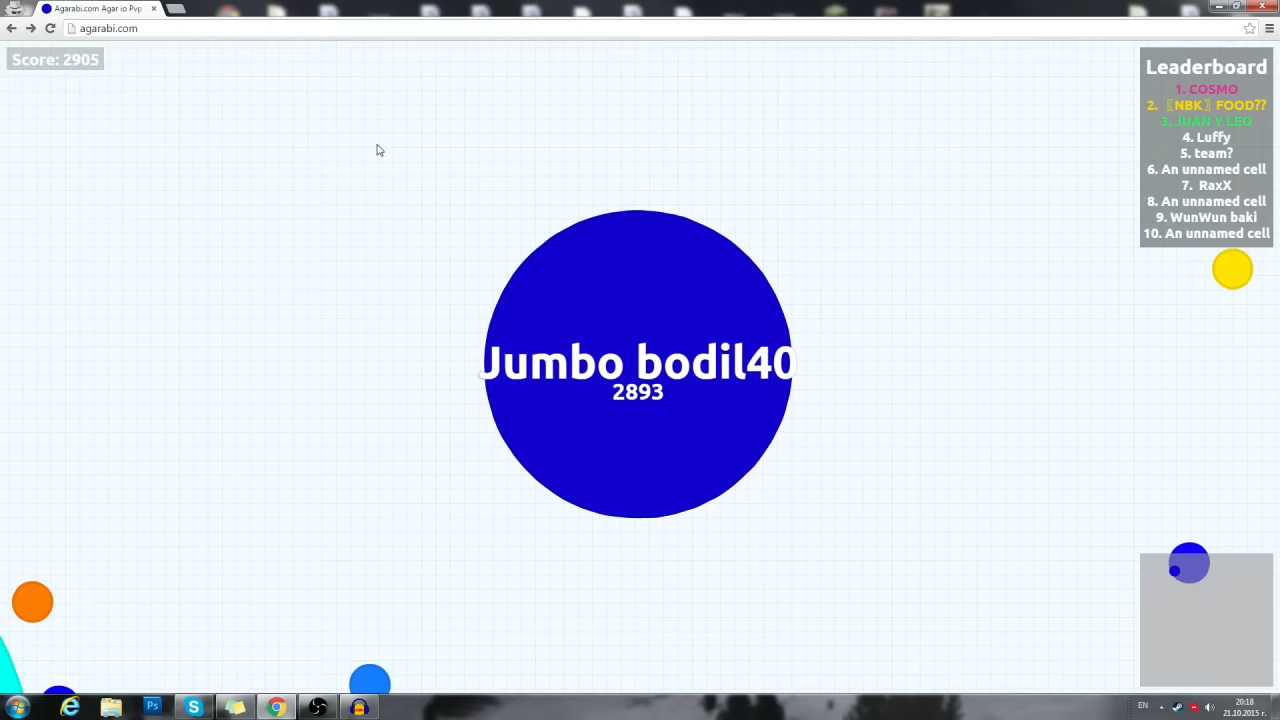 Agarabi.com Agar io Pvp
agarabi.com
Score: 2905
Leaderboard
1. COSMO
2. 〖NBK〗FOOD??
3. JUAN Y LEO
4. Luffy
5. team?
6. An unnamed cell
7. RaxX
8. An unnamed cell
9. WunWun baki
10. An unnamed cell
Jumbo bodil40
2893
Ps
EN
20:18
21.10.2015 г.